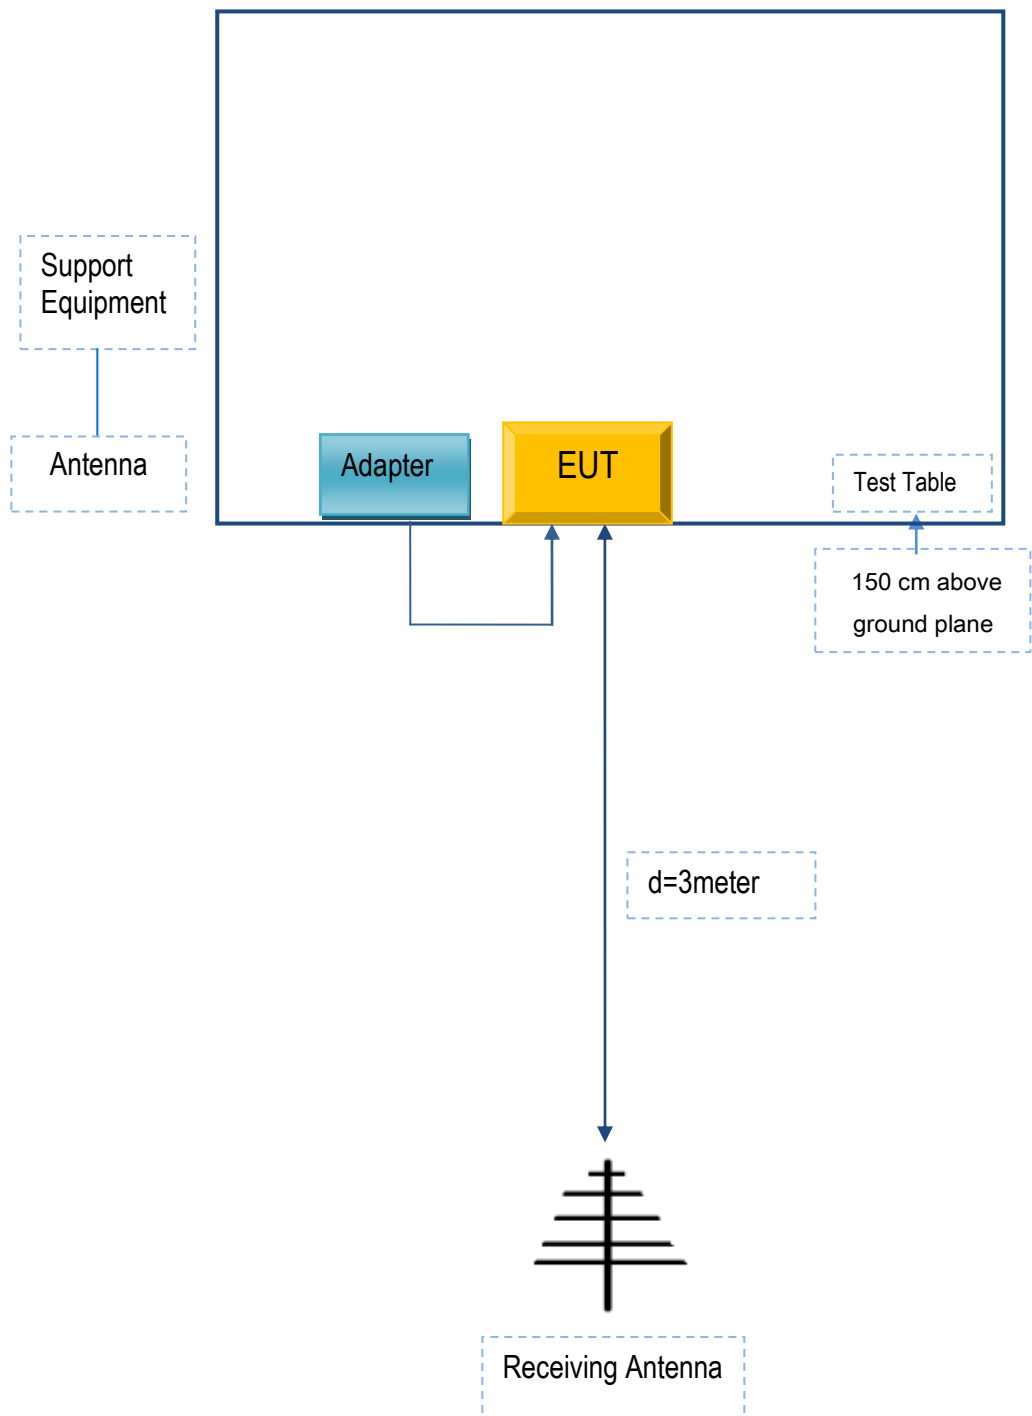 Support
Equipment
Antenna
Adapter
EUT
Test Table
150 cm above
ground plane
d=3meter
Receiving Antenna